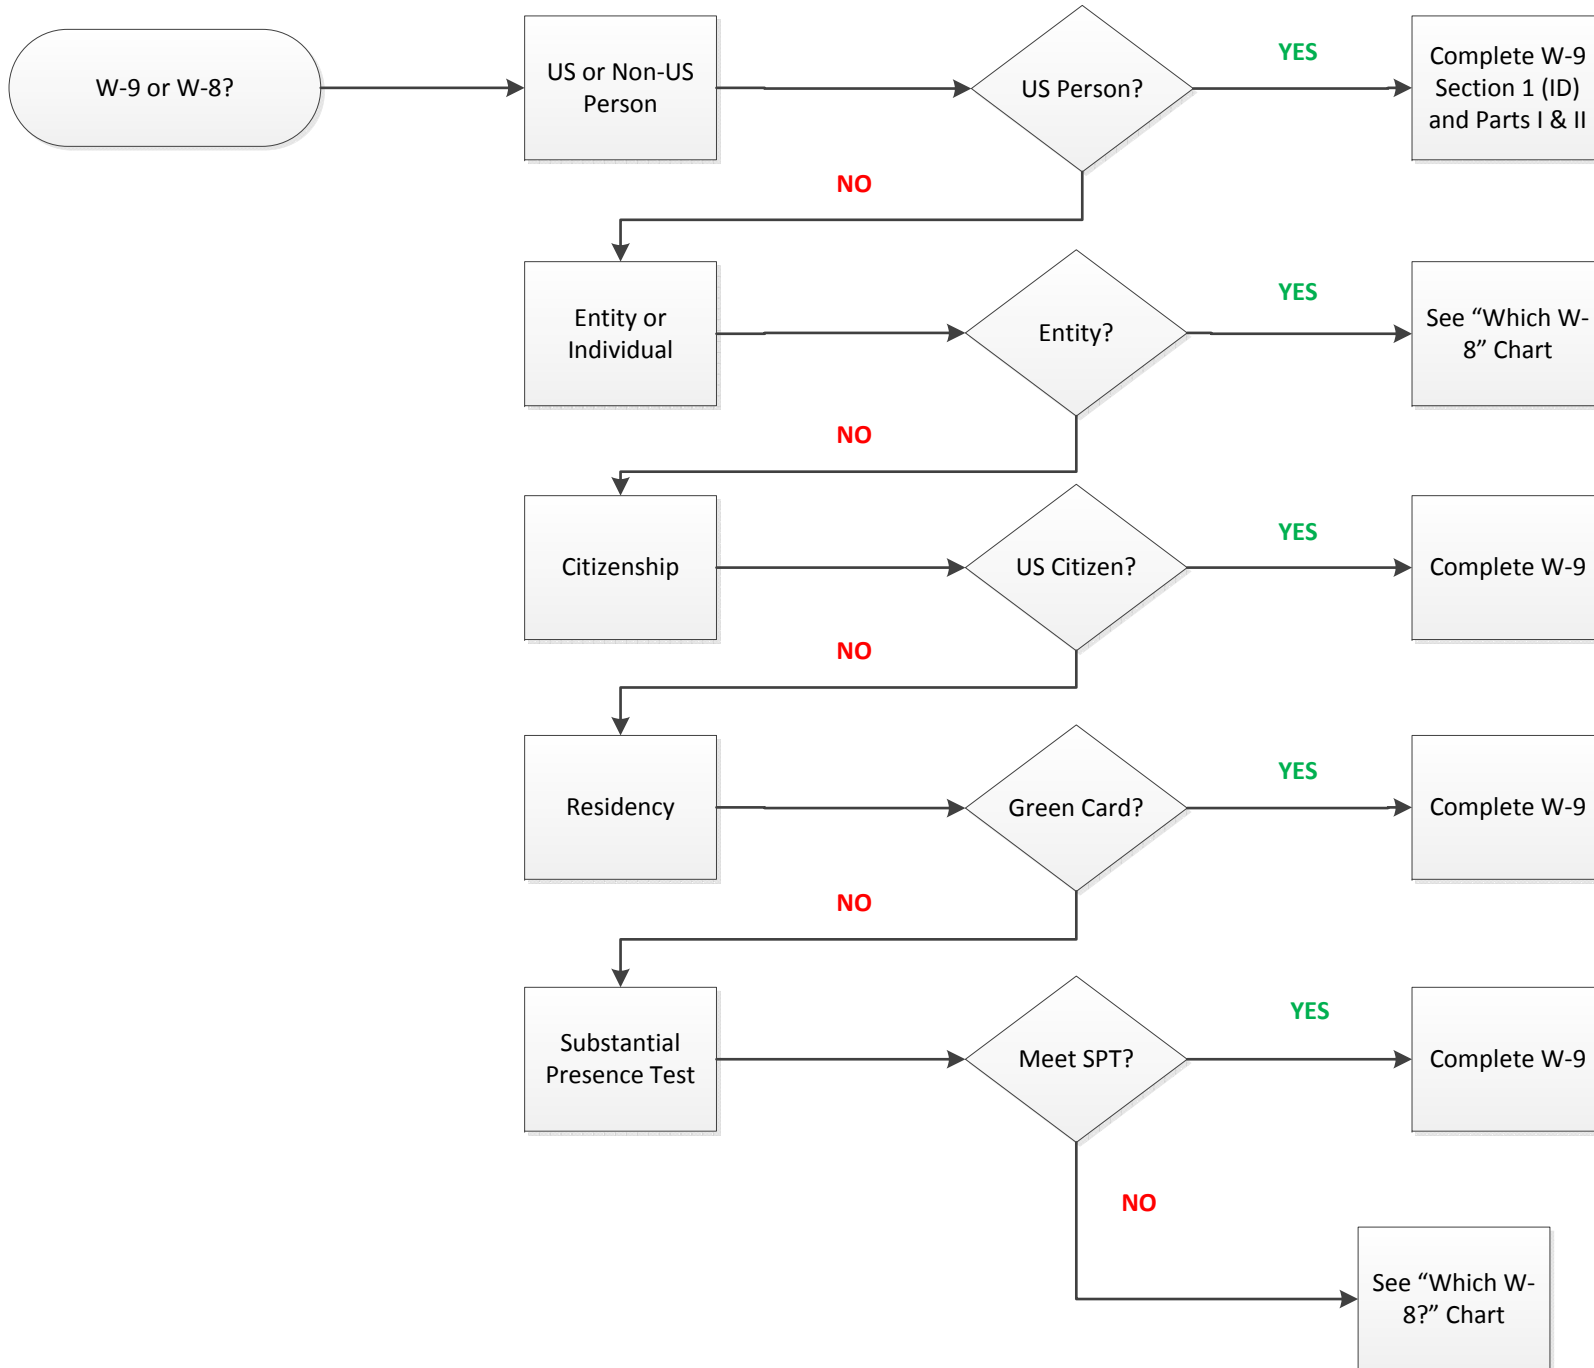 W-9 or W-8?
US or Non-US
Person
US Person?
YES
Complete W-9
Section 1 (ID)
and Parts I & II
NO
Entity or
Individual
Entity?
YES
See “Which W-
8” Chart
NO
Citizenship
US Citizen?
YES
Complete W-9
NO
Residency
Green Card?
YES
Complete W-9
NO
Substantial
Presence Test
Meet SPT?
YES
Complete W-9
NO
See “Which W-
8?” Chart